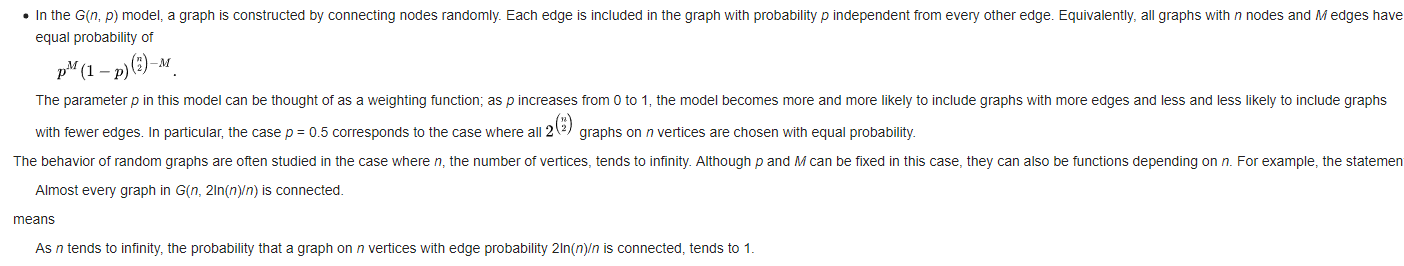 • In the G(n, p) model, a graph is constructed by connecting nodes randomly. Each edge is included in the graph with probability p independent from every other edge. Equivalently, all graphs with n nodes and M edges have
equal probability of
p^M (1 − p)^{\binom{n}{2}−M}.
The parameter p in this model can be thought of as a weighting function; as p increases from 0 to 1, the model becomes more and more likely to include graphs with more edges and less and less likely to include graphs
with fewer edges. In particular, the case p = 0.5 corresponds to the case where all 2^{\binom{n}{2}} graphs on n vertices are chosen with equal probability.
The behavior of random graphs are often studied in the case where n, the number of vertices, tends to infinity. Although p and M can be fixed in this case, they can also be functions depending on n. For example, the statemen
Almost every graph in G(n, 2ln(n)/n) is connected.
means
As n tends to infinity, the probability that a graph on n vertices with edge probability 2ln(n)/n is connected, tends to 1.